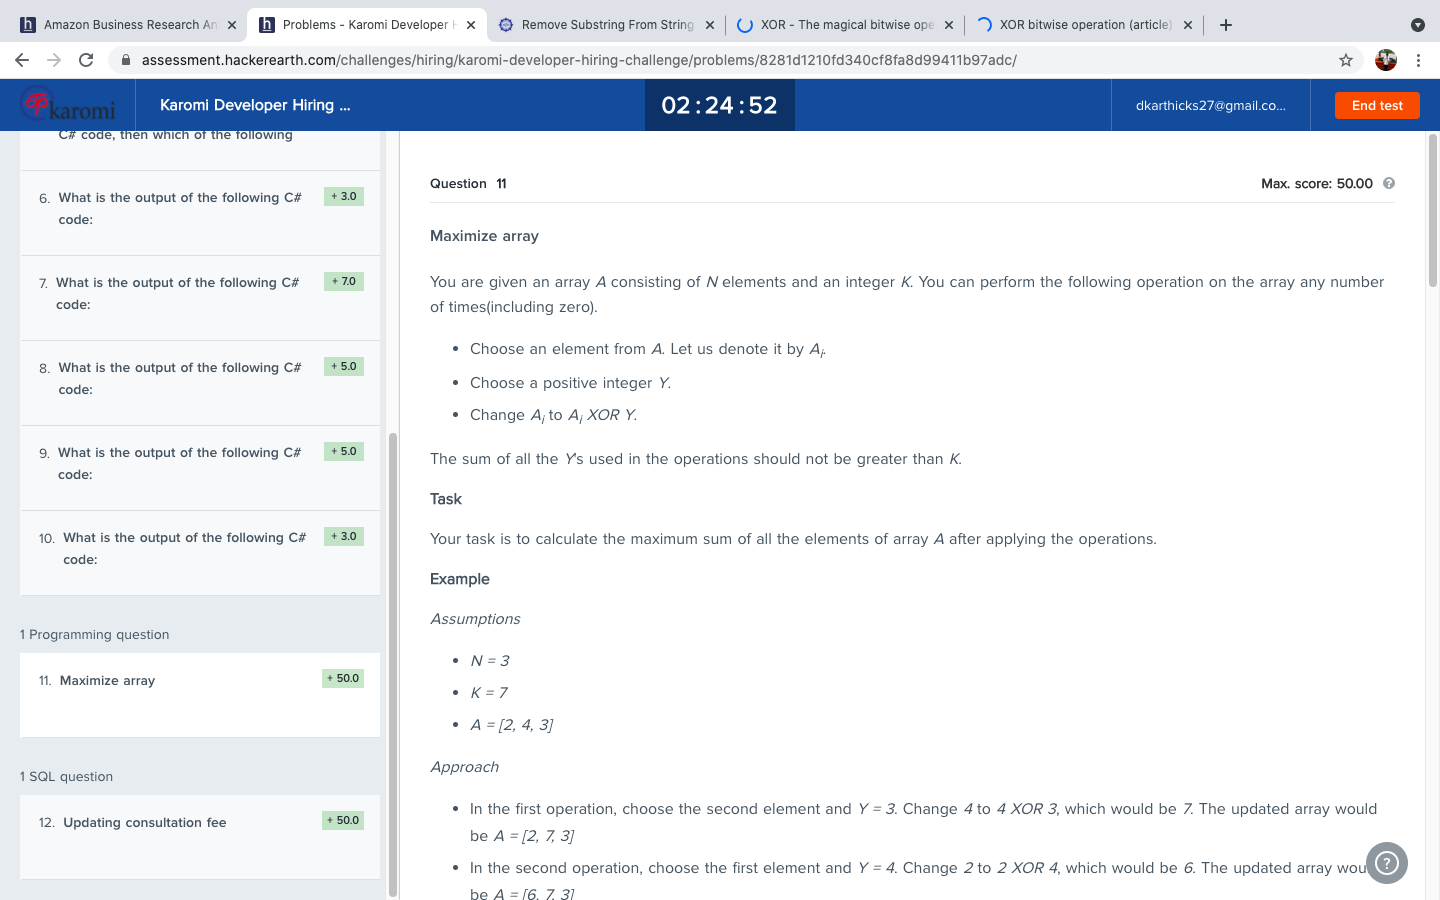 Amazon Business Research An
Problems - Karomi Developer H
Remove Substring From String
XOR - The magical bitwise ope
XOR bitwise operation (article)
assessment.hackerearth.com/challenges/hiring/karomi-developer-hiring-challenge/problems/8281d1210fd340cf8fa8d99411b97adc/
karomi
Karomi Developer Hiring ...
02:24:52
dkarthicks27@gmail.co...
End test
C# code, then which of the following
6. What is the output of the following C#
code:
+ 3.0
7. What is the output of the following C#
code:
+ 7.0
8. What is the output of the following C#
code:
+ 5.0
9. What is the output of the following C#
code:
+ 5.0
10. What is the output of the following C#
code:
+ 3.0
1 Programming question
11. Maximize array
+ 50.0
1 SQL question
12. Updating consultation fee
+ 50.0
Question 11
Max. score: 50.00
Maximize array
You are given an array A consisting of N elements and an integer K. You can perform the following operation on the array any number
of times(including zero).
• Choose an element from A. Let us denote it by Ai.
• Choose a positive integer Y.
• Change Ai to Ai XOR Y.
The sum of all the Y's used in the operations should not be greater than K.
Task
Your task is to calculate the maximum sum of all the elements of array A after applying the operations.
Example
Assumptions
• N = 3
• K = 7
• A = [2, 4, 3]
Approach
• In the first operation, choose the second element and Y = 3. Change 4 to 4 XOR 3, which would be 7. The updated array would
be A = [2, 7, 3]
• In the second operation, choose the first element and Y = 4. Change 2 to 2 XOR 4, which would be 6. The updated array wou
be A = [6, 7, 3]